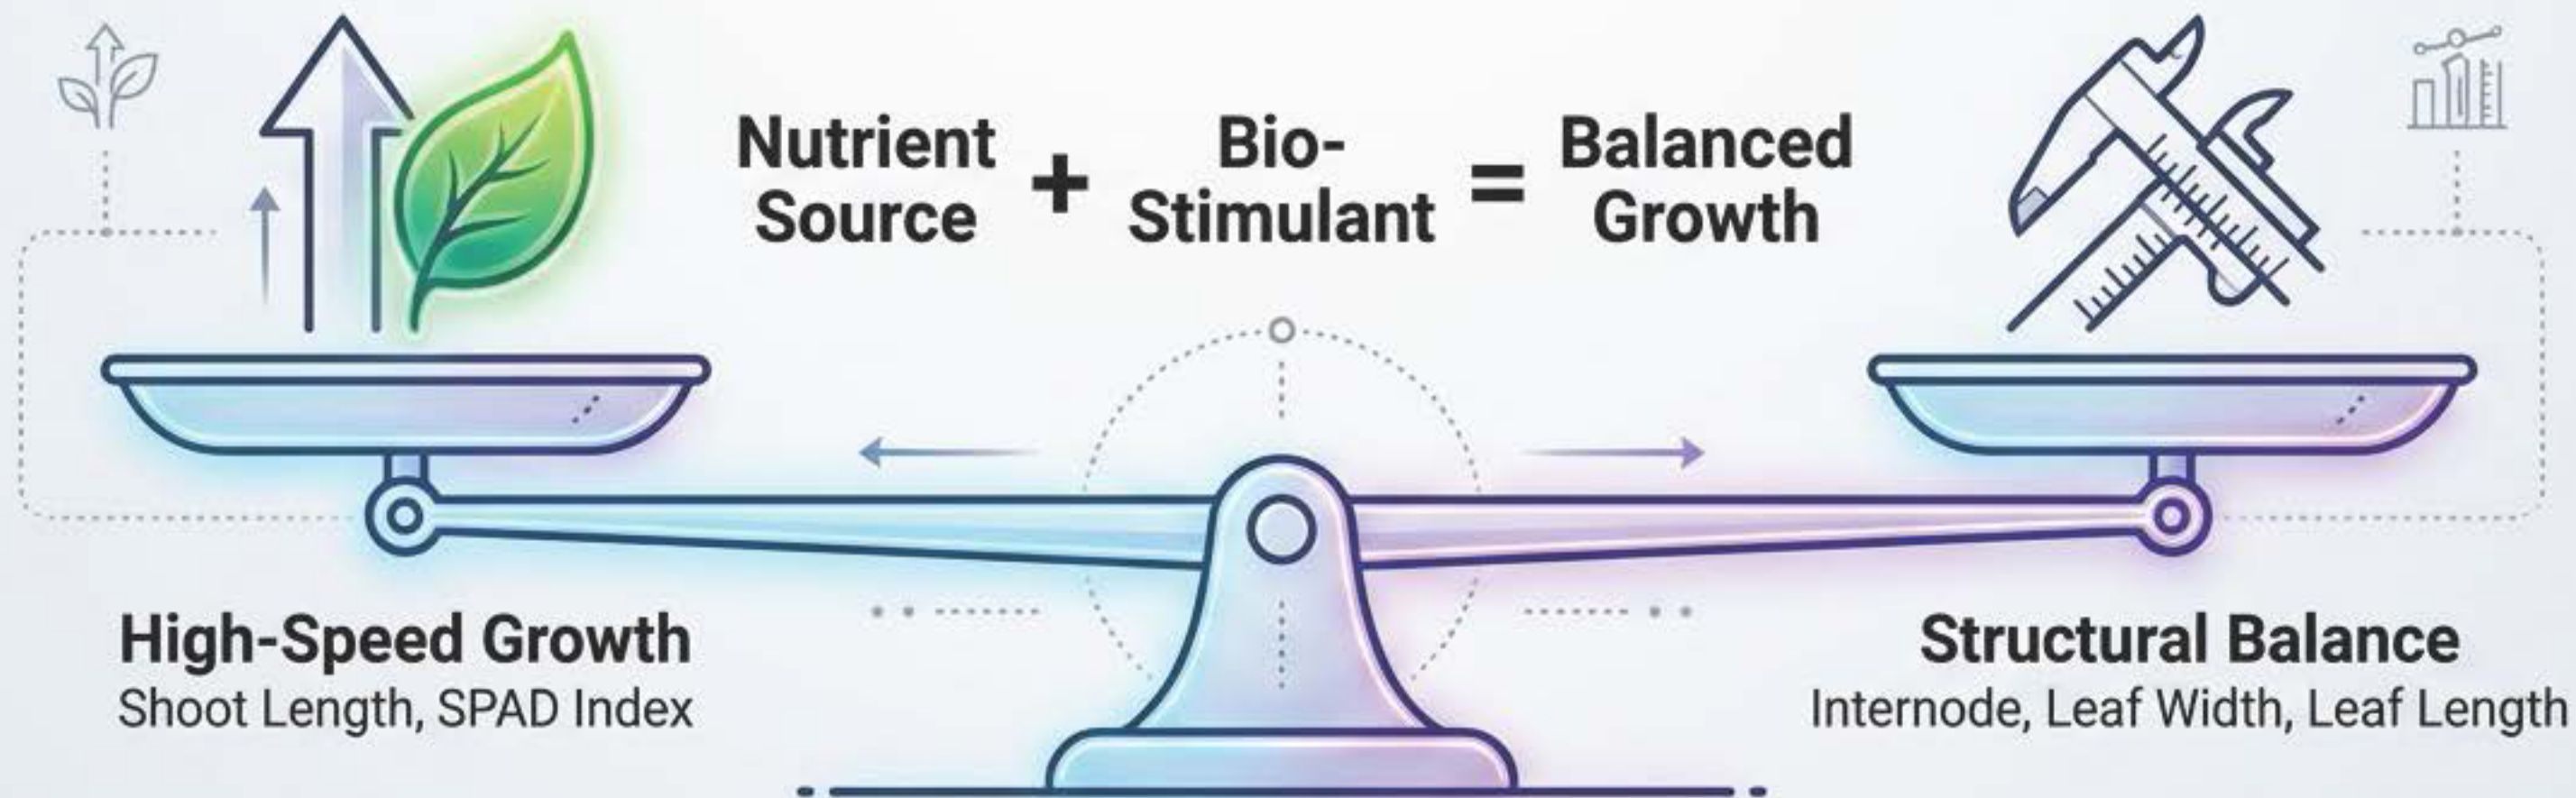 Nutrient
Source
+
Bio-
Stimulant
=
Balanced
Growth
High-Speed Growth
Shoot Length, SPAD Index
Structural Balance
Internode, Leaf Width, Leaf Length